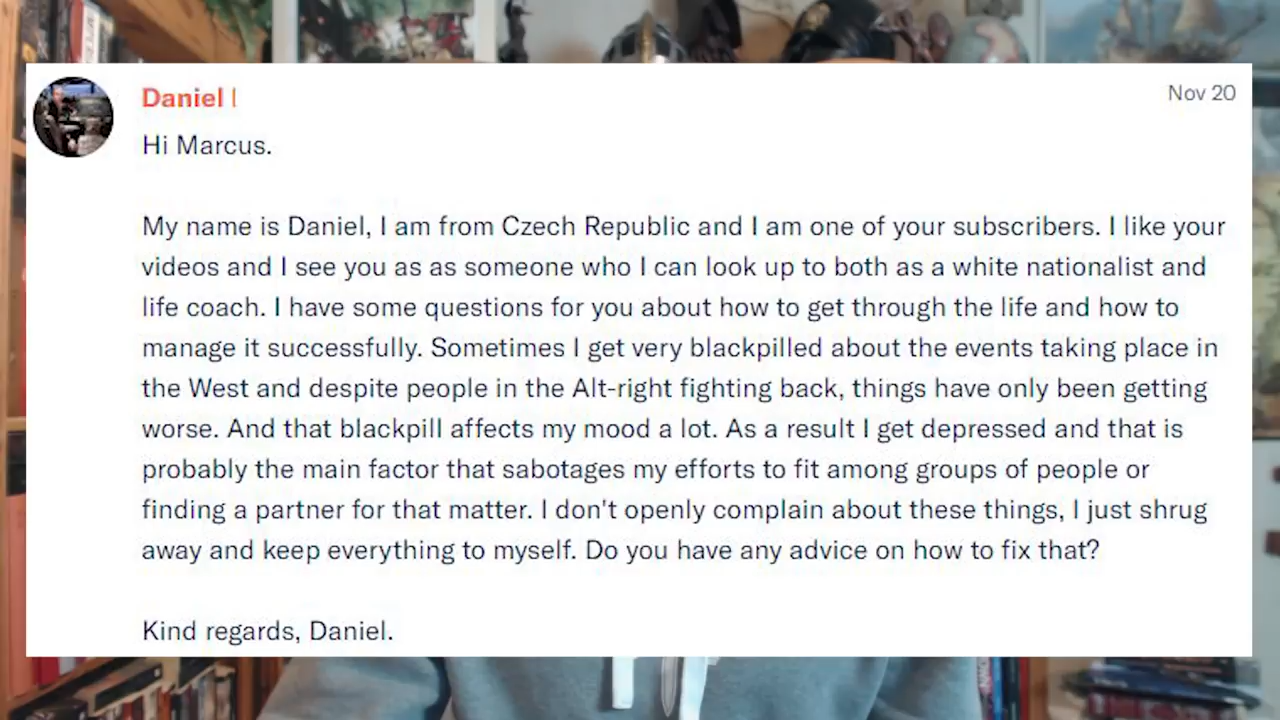 Daniel I
Nov 20
Hi Marcus.
My name is Daniel, I am from Czech Republic and I am one of your subscribers. I like your
videos and I see you as as someone who I can look up to both as a white nationalist and
life coach. I have some questions for you about how to get through the life and how to
manage it successfully. Sometimes I get very blackpilled about the events taking place in
the West and despite people in the Alt-right fighting back, things have only been getting
worse. And that blackpill affects my mood a lot. As a result I get depressed and that is
probably the main factor that sabotages my efforts to fit among groups of people or
finding a partner for that matter. I don't openly complain about these things, I just shrug
away and keep everything to myself. Do you have any advice on how to fix that?
Kind regards, Daniel.